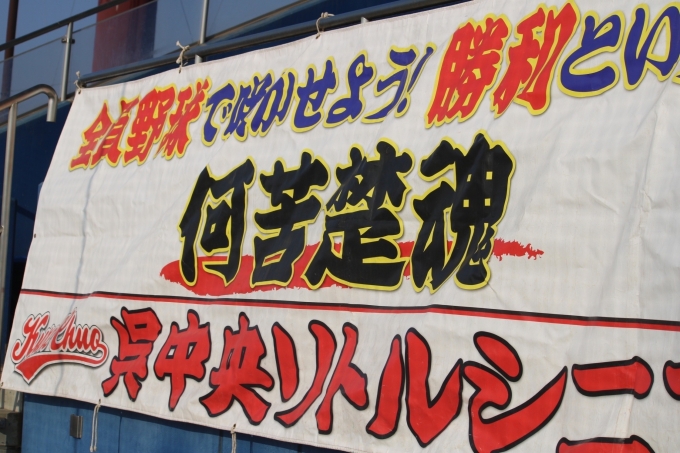 全員野球で咲かせよう!勝利とい
何苦楚魂
Kure Chuo
呉中央リトルシニ